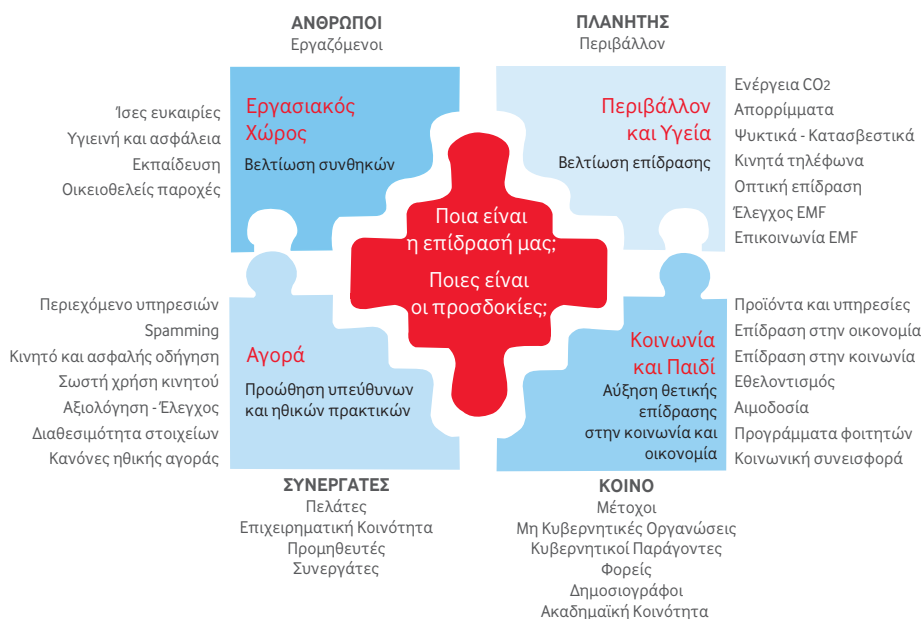 ΑΝΘΡΩΠΟΙ
Εργαζόμενοι
ΠΛΑΝΗΤΗΣ
Περιβάλλον
Ίσες ευκαιρίες
Υγιεινή και ασφάλεια
Εκπαίδευση
Οικειοθελείς παροχές
Εργασιακός
Χώρος
Βελτίωση συνθηκών
Περιβάλλον
και Υγεία
Βελτίωση επίδρασης
Ενέργεια CO2
Απορρίμματα
Ψυκτικά - Κατασβεστικά
Κινητά τηλέφωνα
Οπτική επίδραση
Έλεγχος EMF
Επικοινωνία EMF
Ποια είναι
η επίδρασή μας;
Ποιες είναι
οι προσδοκίες;
Περιεχόμενο υπηρεσιών
Spamming
Κινητό και ασφαλής οδήγηση
Σωστή χρήση κινητού
Αξιολόγηση - Έλεγχος
Διαθεσιμότητα στοιχείων
Κανόνες ηθικής αγοράς
Αγορά
Προώθηση υπεύθυνων
και ηθικών πρακτικών
Κοινωνία
και Παιδί
Αύξηση θετικής
επίδρασης
στην κοινωνία και
οικονομία
Προϊόντα και υπηρεσίες
Επίδραση στην οικονομία
Επίδραση στην κοινωνία
Εθελοντισμός
Αιμοδοσία
Προγράμματα φοιτητών
Κοινωνική συνεισφορά
ΣΥΝΕΡΓΑΤΕΣ
Πελάτες
Επιχειρηματική Κοινότητα
Προμηθευτές
Συνεργάτες
ΚΟΙΝΟ
Μέτοχοι
Μη Κυβερνητικές Οργανώσεις
Κυβερνητικοί Παράγοντες
Φορείς
Δημοσιογράφοι
Ακαδημαϊκή Κοινότητα